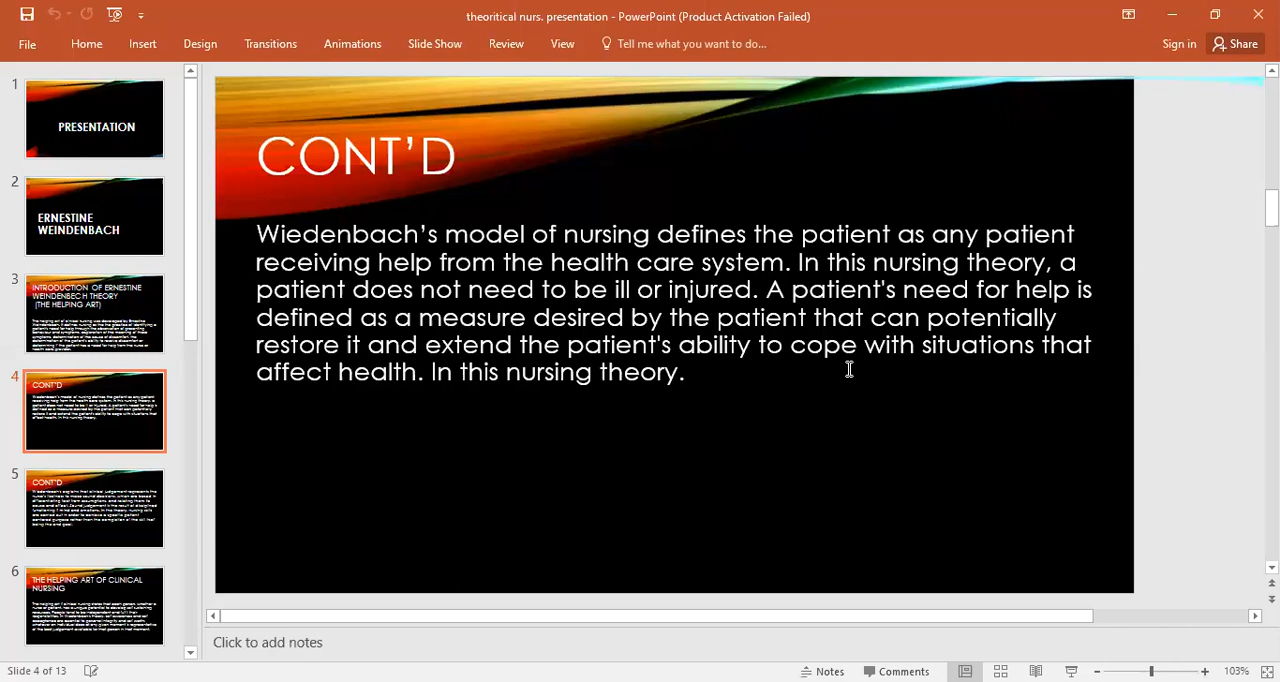 theoritical nurs. presentation - PowerPoint (Product Activation Failed)
File Home Insert Design Transitions Animations Slide Show Review View Tell me what you want to do... Sign in Share
1
PRESENTATION
2
ERNESTINE
WEINDENBACH
3
INTRODUCTION OF ERNESTINE
WEINDENBECH THEORY
(THE HELPING ART)
4
CONT'D
5
CONT'D
6
THE HELPING ART OF CLINICAL
NURSING
CONT'D
Wiedenbach's model of nursing defines the patient as any patient
receiving help from the health care system. In this nursing theory, a
patient does not need to be ill or injured. A patient's need for help is
defined as a measure desired by the patient that can potentially
restore it and extend the patient's ability to cope with situations that
affect health. In this nursing theory.
Click to add notes
Slide 4 of 13 Notes Comments 103%